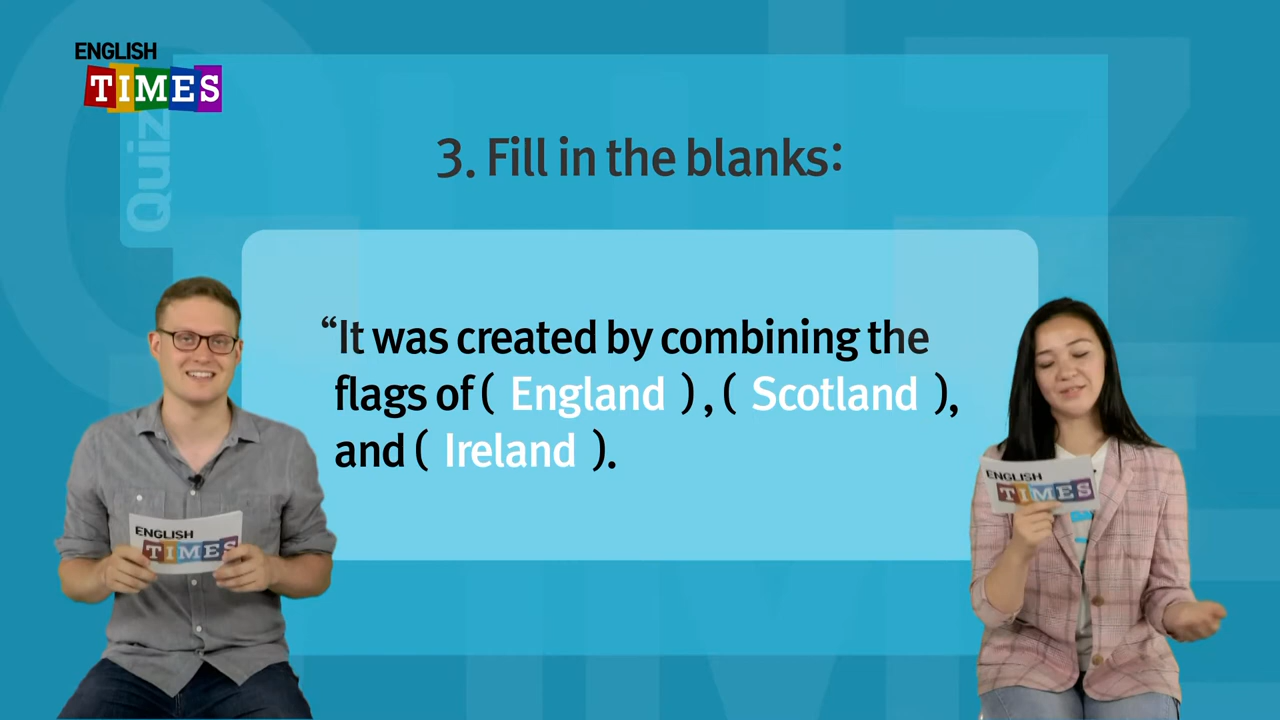 ENGLISH
TIMES
Quiz
3. Fill in the blanks:
“It was created by combining the
flags of ( England ) , ( Scotland ),
and ( Ireland ).
ENGLISH
TIMES
ENGLISH
TIMES